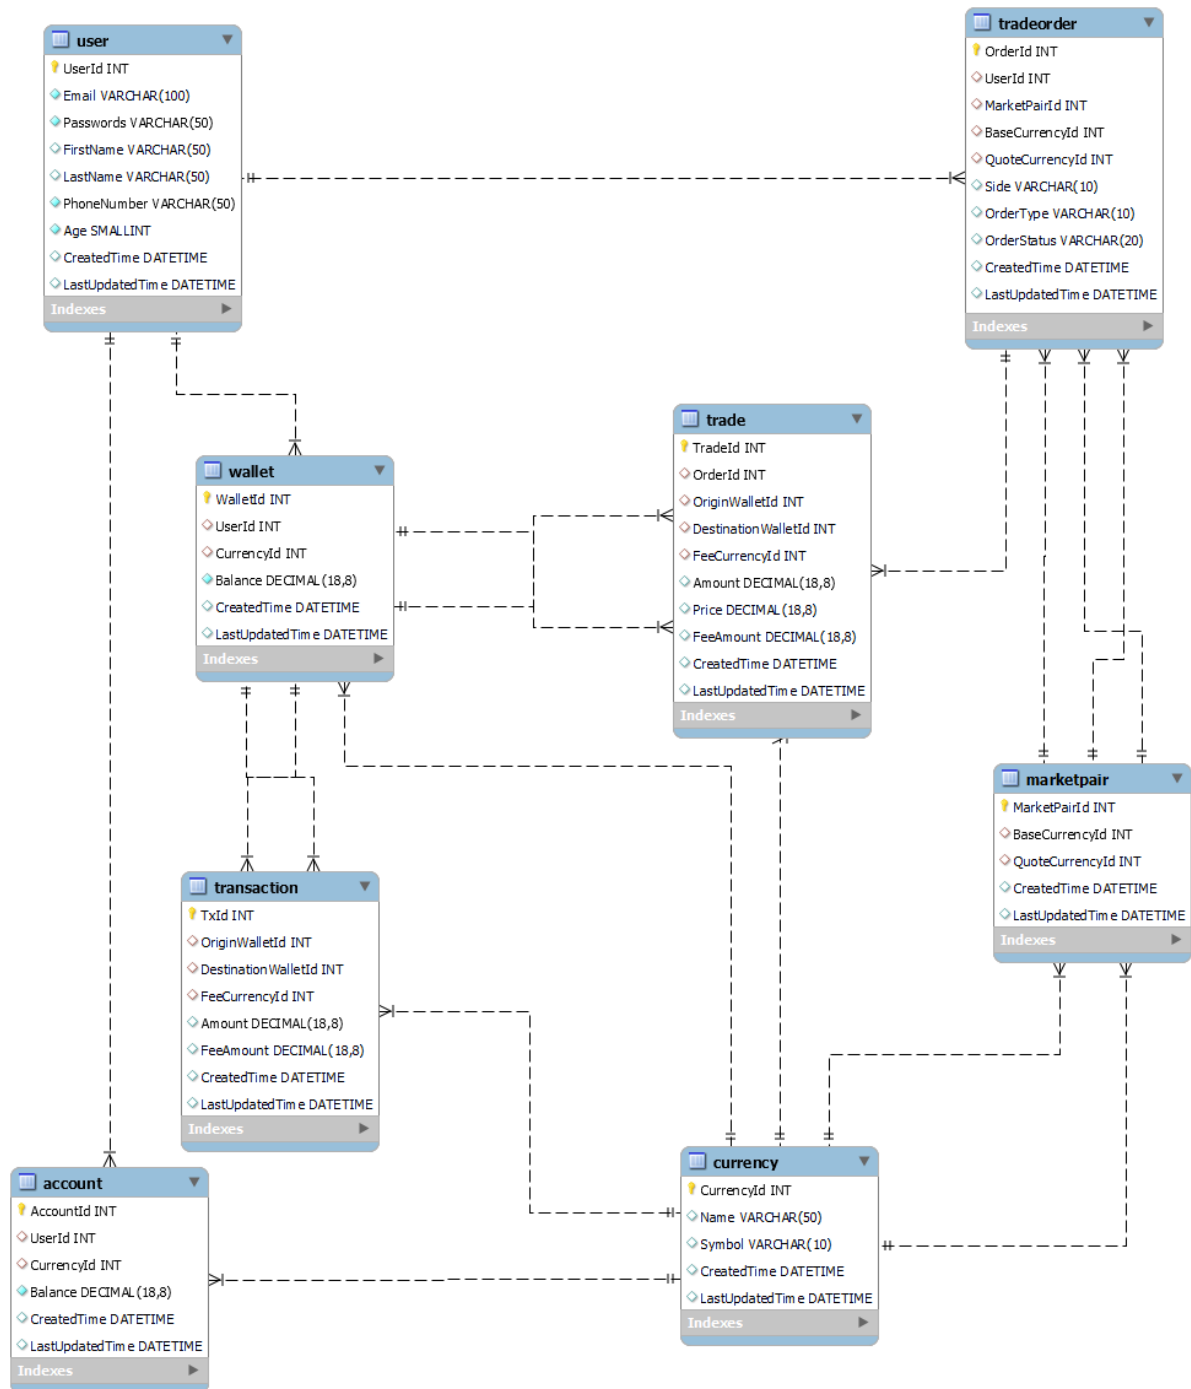 user
UserId INT
Email VARCHAR(100)
Passwords VARCHAR(50)
FirstName VARCHAR(50)
LastName VARCHAR(50)
PhoneNumber VARCHAR(50)
Age SMALLINT
CreatedTime DATETIME
LastUpdatedTime DATETIME
Indexes
tradeorder
OrderId INT
UserId INT
MarketPairId INT
BaseCurrencyId INT
QuoteCurrencyId INT
Side VARCHAR(10)
OrderType VARCHAR(10)
OrderStatus VARCHAR(20)
CreatedTime DATETIME
LastUpdatedTime DATETIME
Indexes
wallet
WalletId INT
UserId INT
CurrencyId INT
Balance DECIMAL(18,8)
CreatedTime DATETIME
LastUpdatedTime DATETIME
Indexes
trade
TradeId INT
OrderId INT
OriginWalletId INT
DestinationWalletId INT
FeeCurrencyId INT
Amount DECIMAL(18,8)
Price DECIMAL(18,8)
FeeAmount DECIMAL(18,8)
CreatedTime DATETIME
LastUpdatedTime DATETIME
Indexes
marketpair
MarketPairId INT
BaseCurrencyId INT
QuoteCurrencyId INT
CreatedTime DATETIME
LastUpdatedTime DATETIME
Indexes
transaction
TxId INT
OriginWalletId INT
DestinationWalletId INT
FeeCurrencyId INT
Amount DECIMAL(18,8)
FeeAmount DECIMAL(18,8)
CreatedTime DATETIME
LastUpdatedTime DATETIME
Indexes
currency
CurrencyId INT
Name VARCHAR(50)
Symbol VARCHAR(10)
CreatedTime DATETIME
LastUpdatedTime DATETIME
Indexes
account
AccountId INT
UserId INT
CurrencyId INT
Balance DECIMAL(18,8)
CreatedTime DATETIME
LastUpdatedTime DATETIME
Indexes